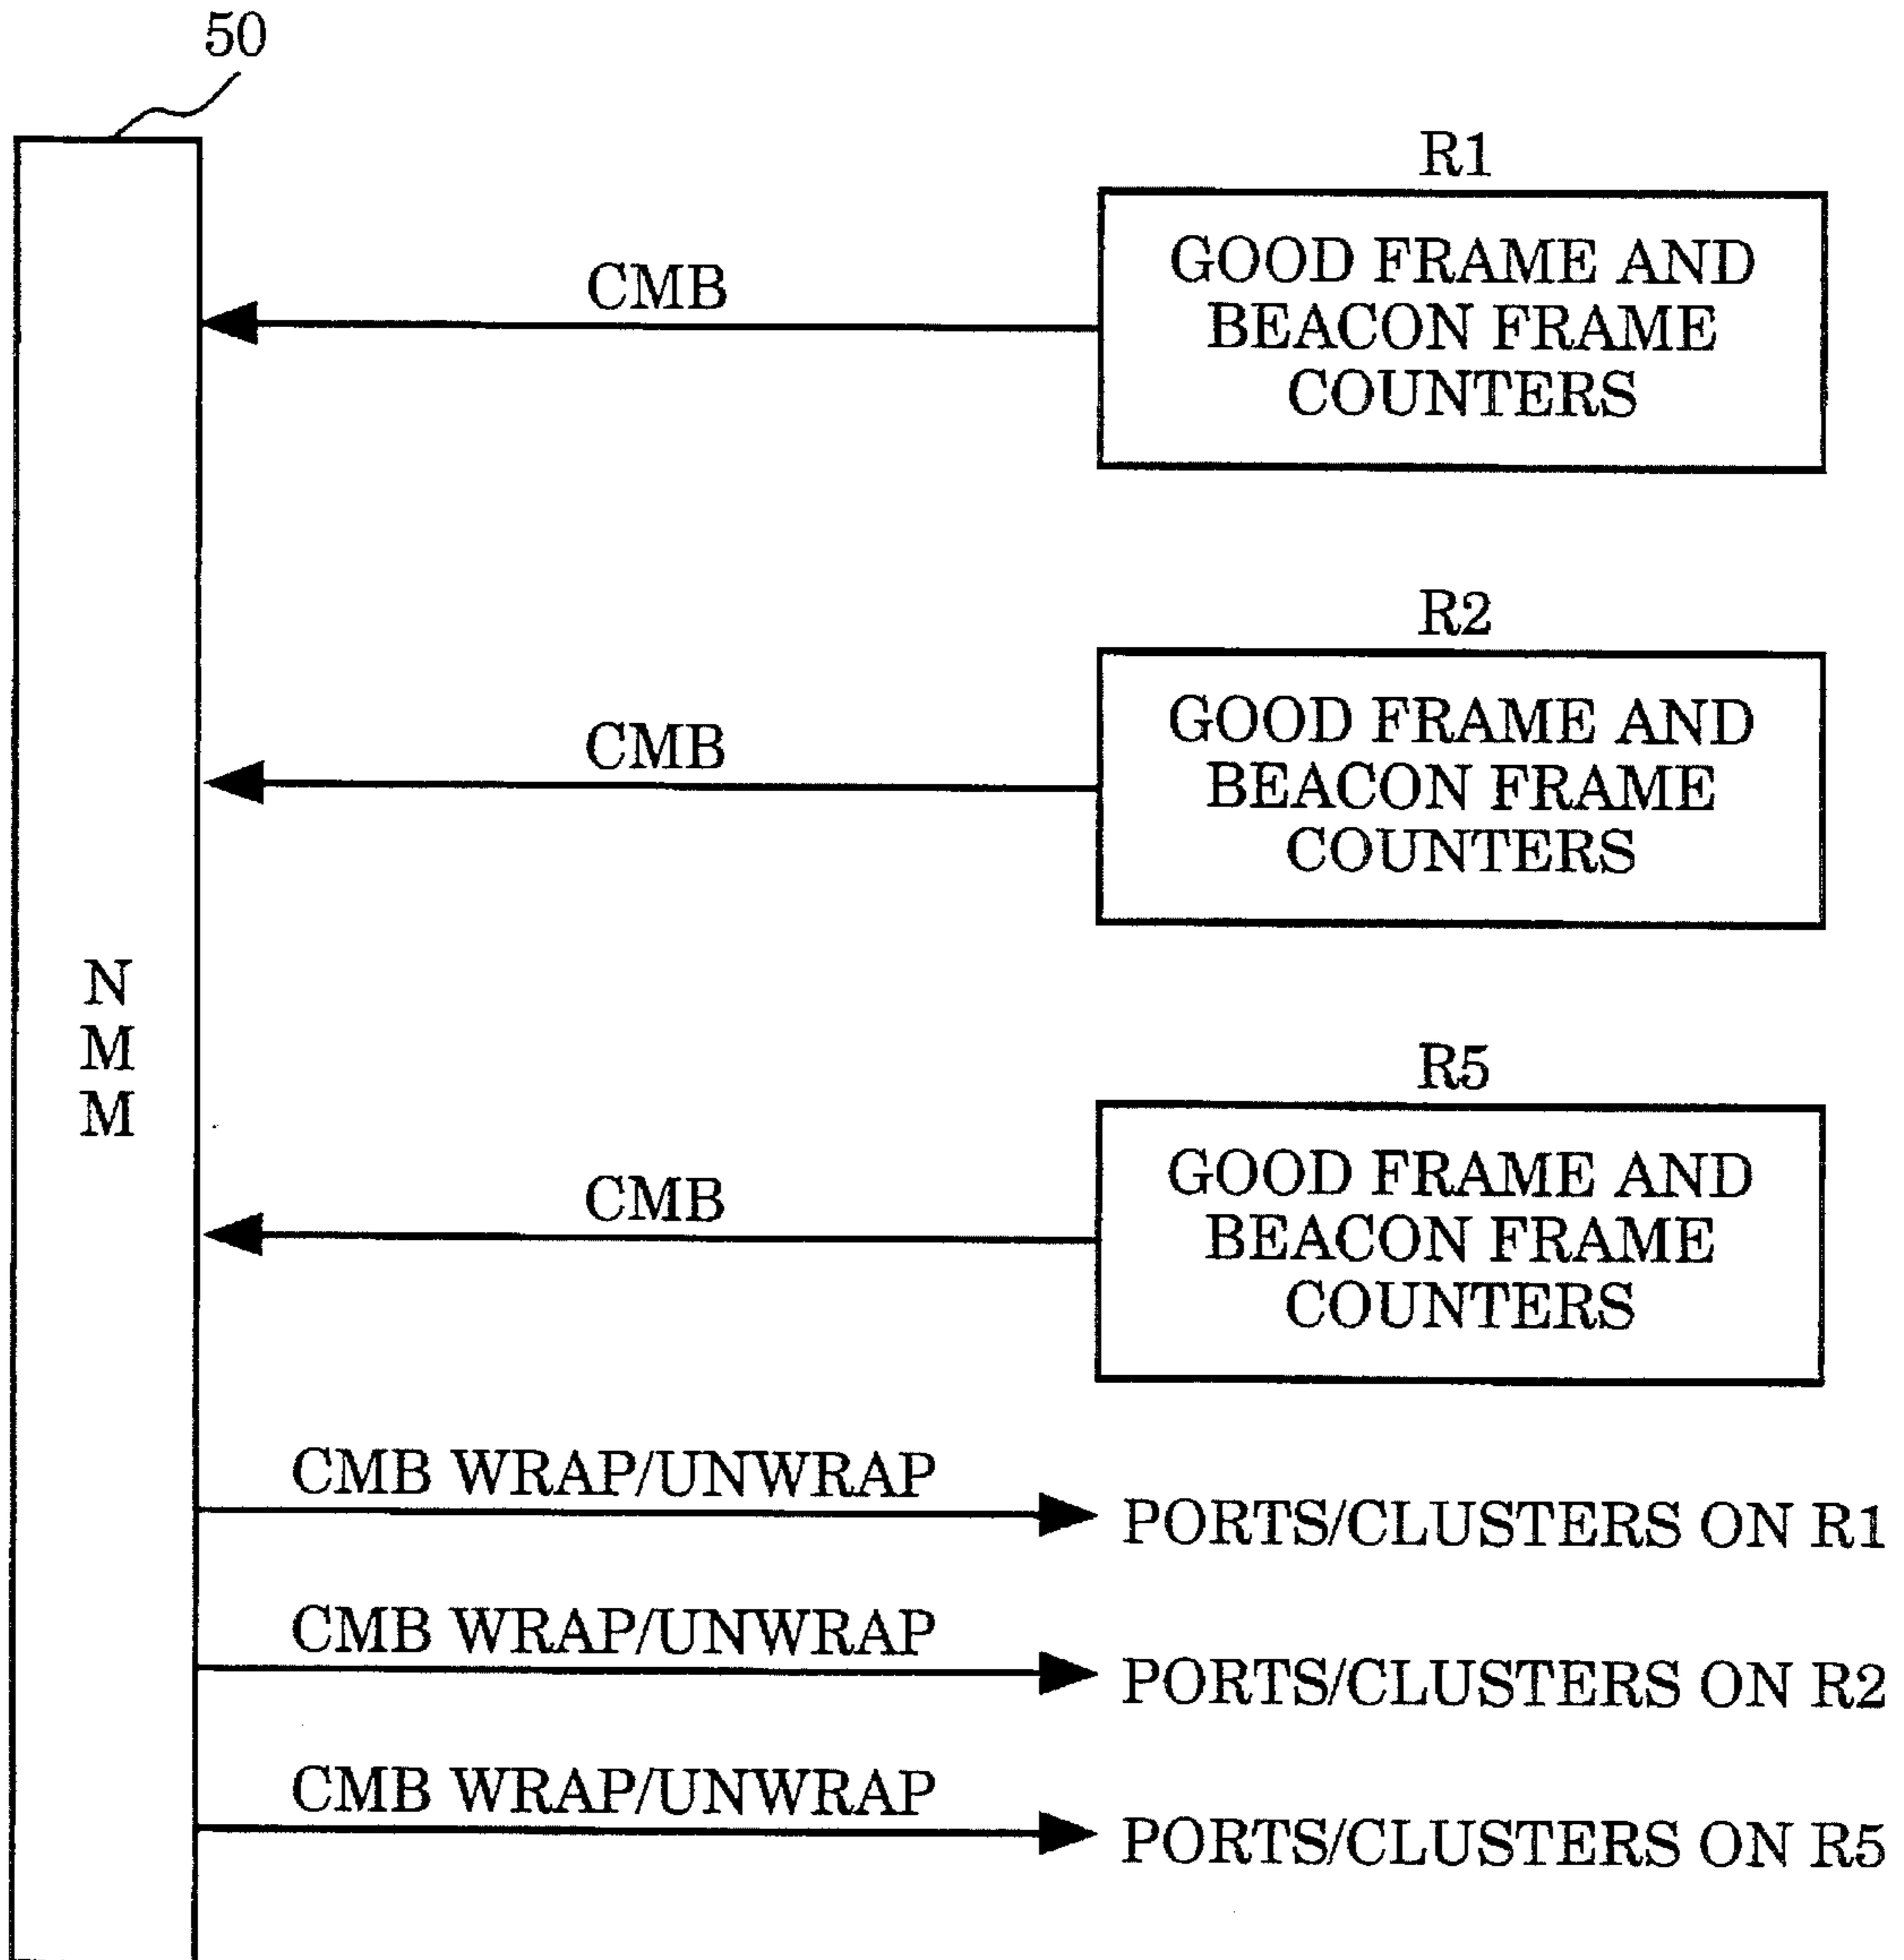 50
R1
GOOD FRAME AND
BEACON FRAME
COUNTERS
CMB
R2
GOOD FRAME AND
BEACON FRAME
COUNTERS
CMB
N
M
M
R5
GOOD FRAME AND
BEACON FRAME
COUNTERS
CMB
CMB WRAP/UNWRAP
PORTS/CLUSTERS ON R1
CMB WRAP/UNWRAP
PORTS/CLUSTERS ON R2
CMB WRAP/UNWRAP
PORTS/CLUSTERS ON R5